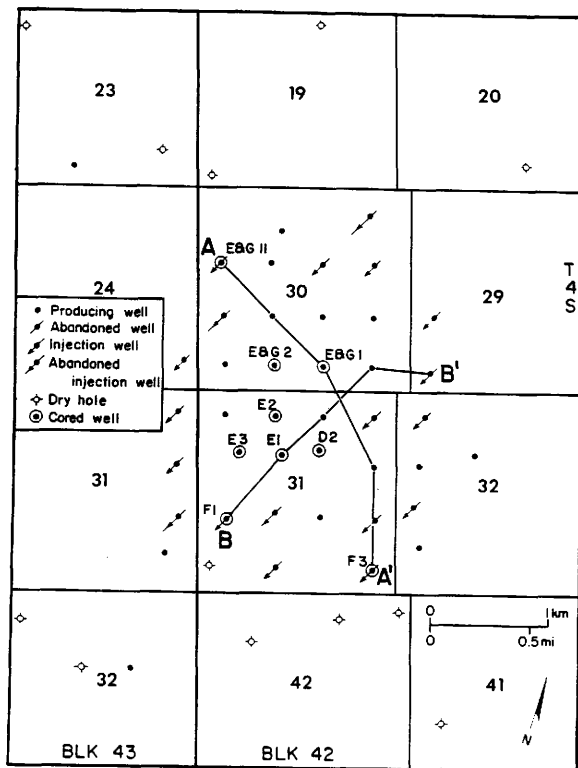 23
19
20
A
E&G 11
24
30
29
T
4
S
Producing well
Abandoned well
Injection well
Abandoned
injection well
Dry hole
Cored well
E&G 2
E&G 1
B'
E2
E3
E1
D2
31
31
32
F1
B
F3
A'
0
1 km
0
0.5 mi
32
42
41
N
BLK 43
BLK 42